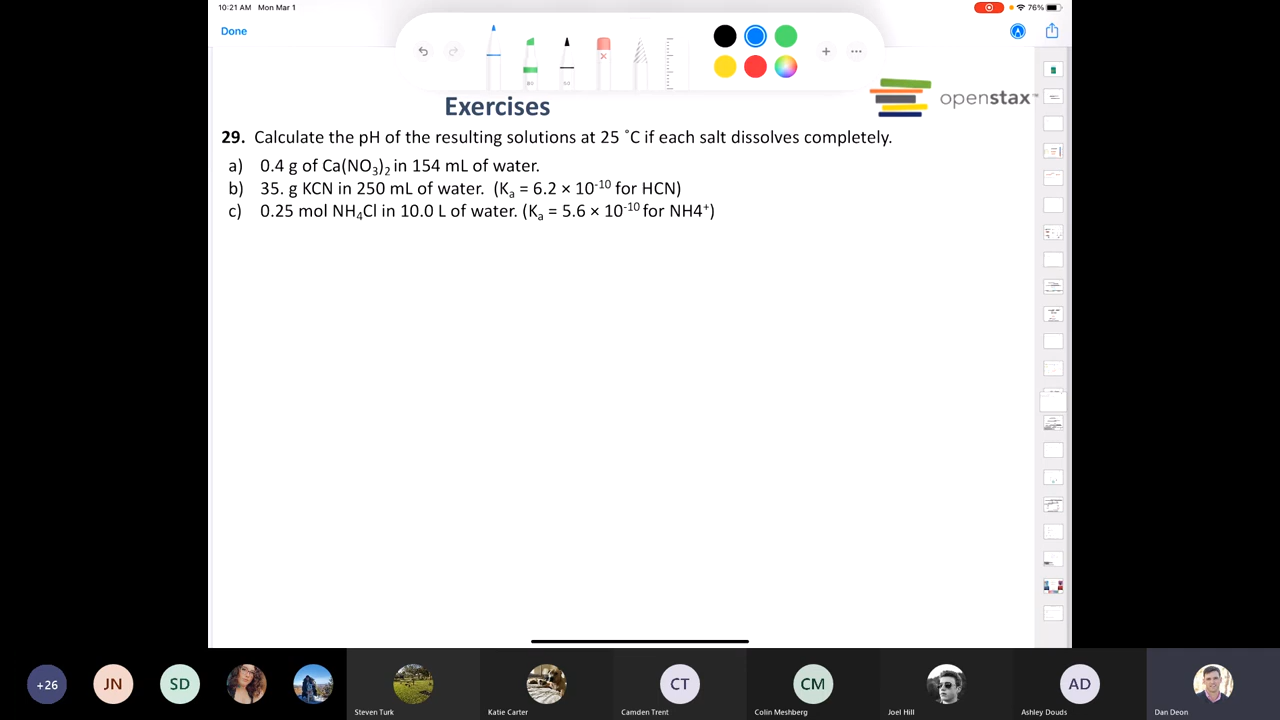 10:21 AM Mon Mar 1
76%
Done
openstax™
Exercises
29. Calculate the pH of the resulting solutions at 25 ˚C if each salt dissolves completely.
a) 0.4 g of Ca(NO₃)₂ in 154 mL of water.
b) 35. g KCN in 250 mL of water. (Kₐ = 6.2 × 10⁻¹⁰ for HCN)
c) 0.25 mol NH₄Cl in 10.0 L of water. (Kₐ = 5.6 × 10⁻¹⁰ for NH4⁺)
+26
JN
SD
CT
CM
AD
Steven Turk
Katie Carter
Camden Trent
Colin Meshberg
Joel Hill
Ashley Douds
Dan Deon